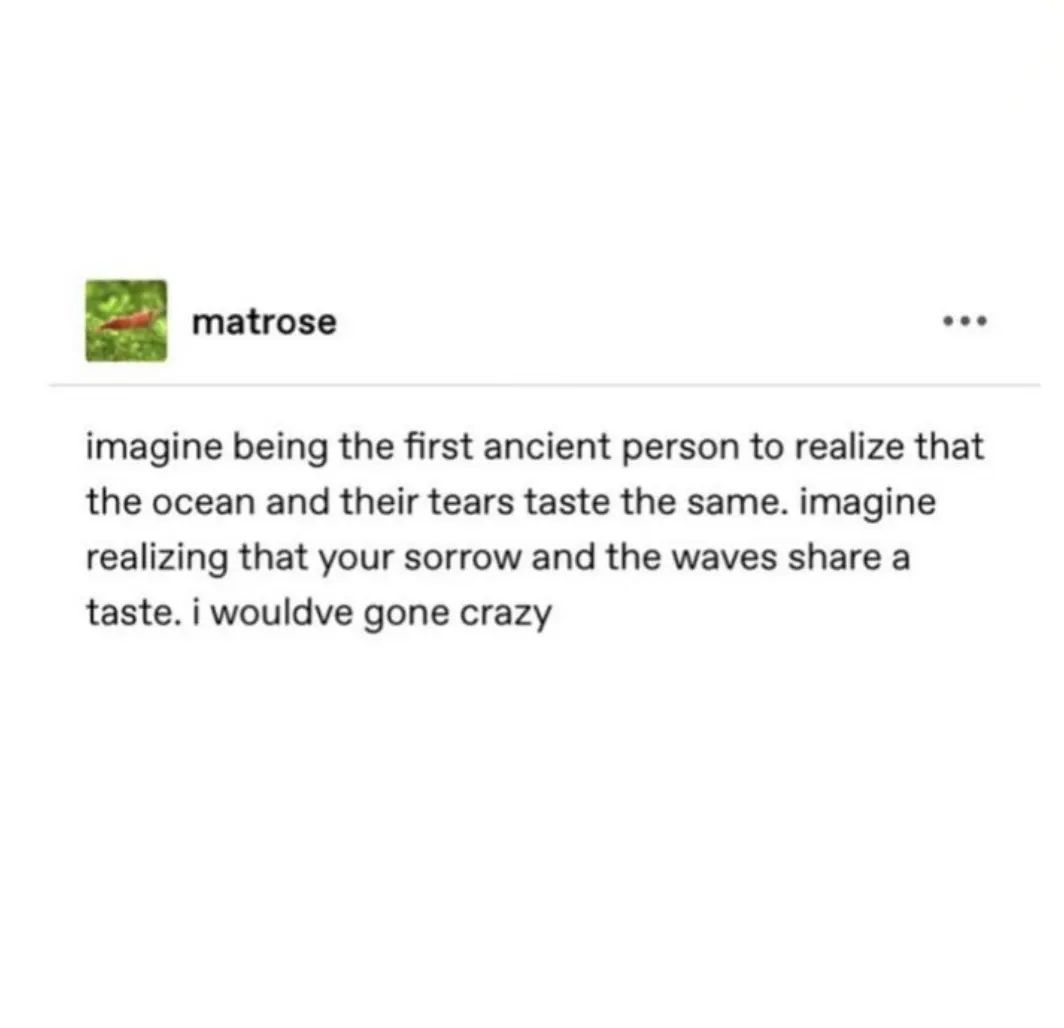 matrose
imagine being the first ancient person to realize that
the ocean and their tears taste the same. imagine
realizing that your sorrow and the waves share a
taste. i wouldve gone crazy